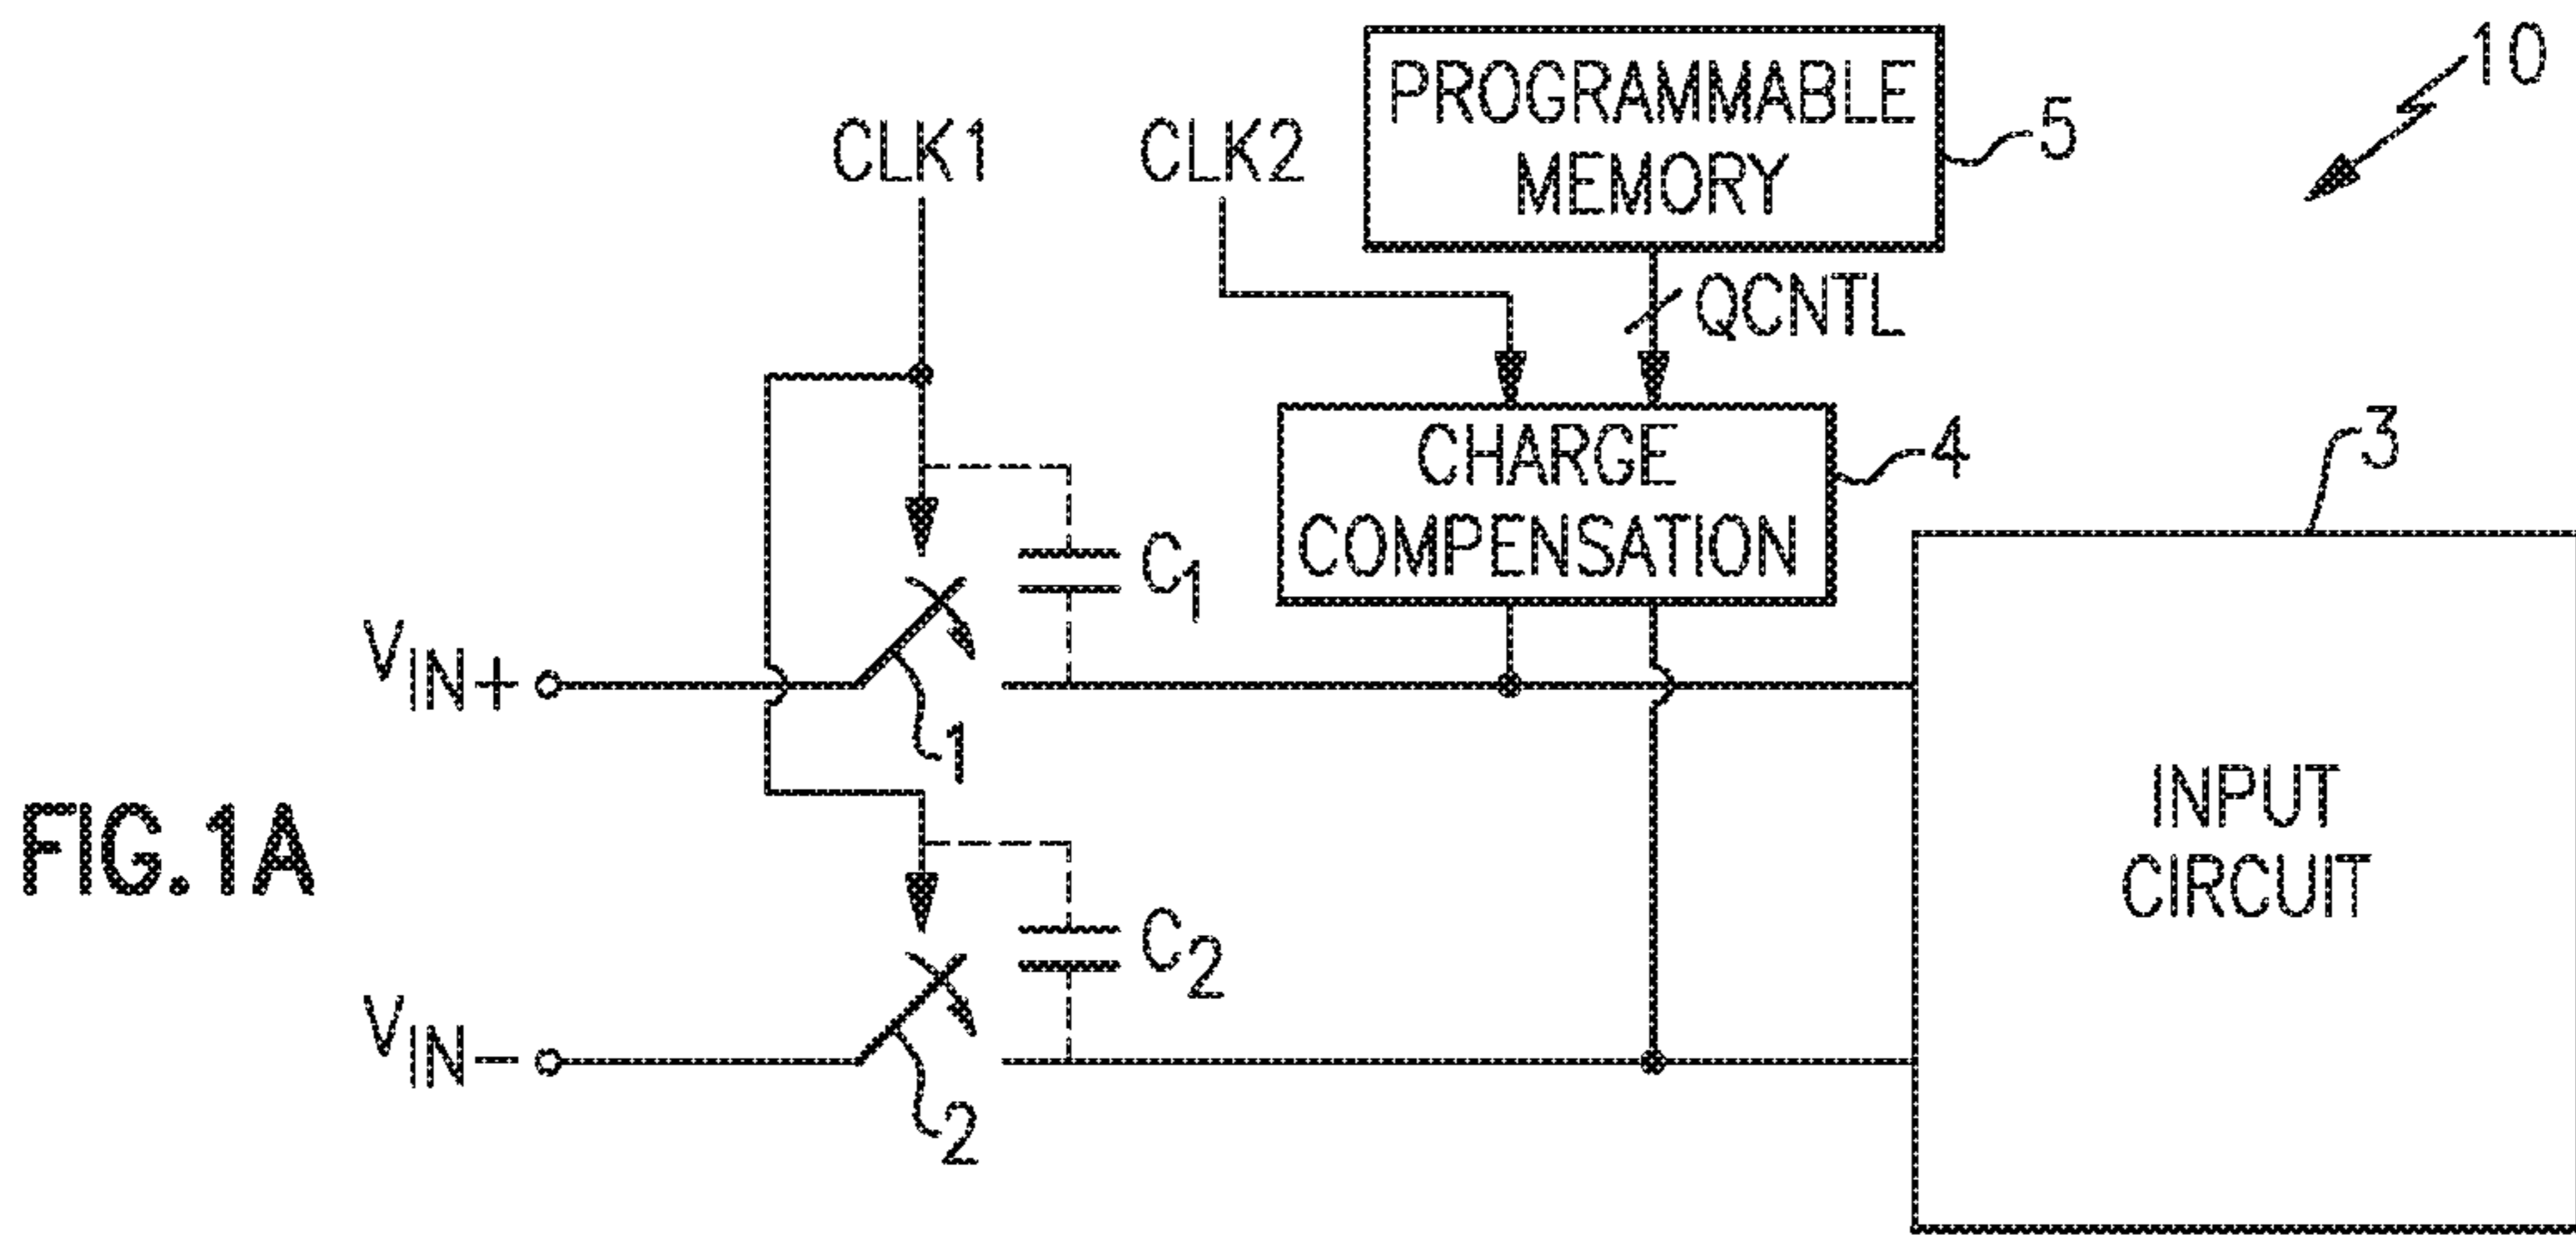 10
PROGRAMMABLE
MEMORY
5
CLK1
CLK2
QCNTL
CHARGE
COMPENSATION
4
3
C1
VIN+
1
INPUT
CIRCUIT
FIG.1A
C2
VIN-
2